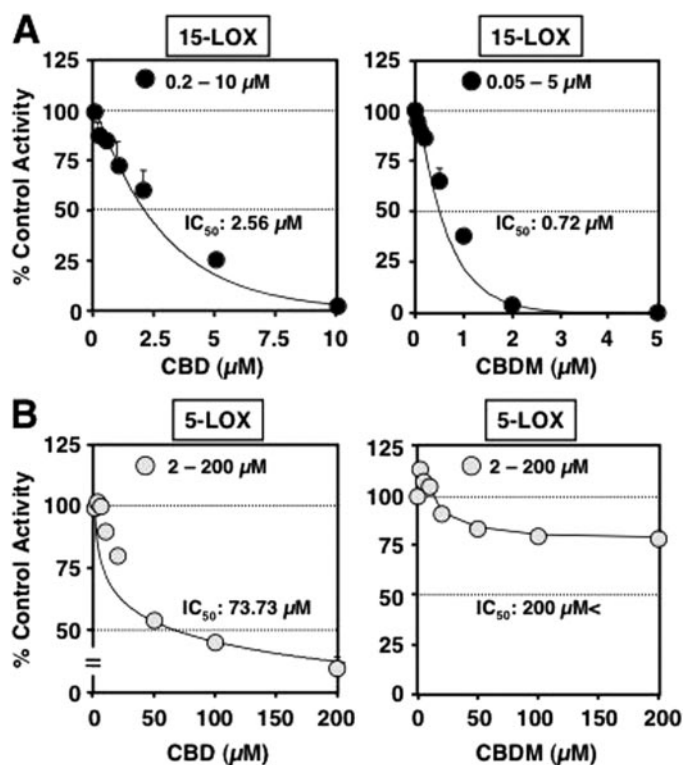 A
15-LOX
15-LOX
% Control Activity
125
100
75
50
25
0
0.2 – 10 µM
IC50: 2.56 µM
0 2.5 5 7.5 10
CBD (µM)
125
100
75
50
25
0
0.05 – 5 µM
IC50: 0.72 µM
0 1 2 3 4 5
CBDM (µM)
B
5-LOX
5-LOX
% Control Activity
125
100
75
50
0
2 – 200 µM
IC50: 73.73 µM
0 50 100 150 200
CBD (µM)
125
100
75
50
25
0
2 – 200 µM
IC50: 200 µM<
0 50 100 150 200
CBDM (µM)